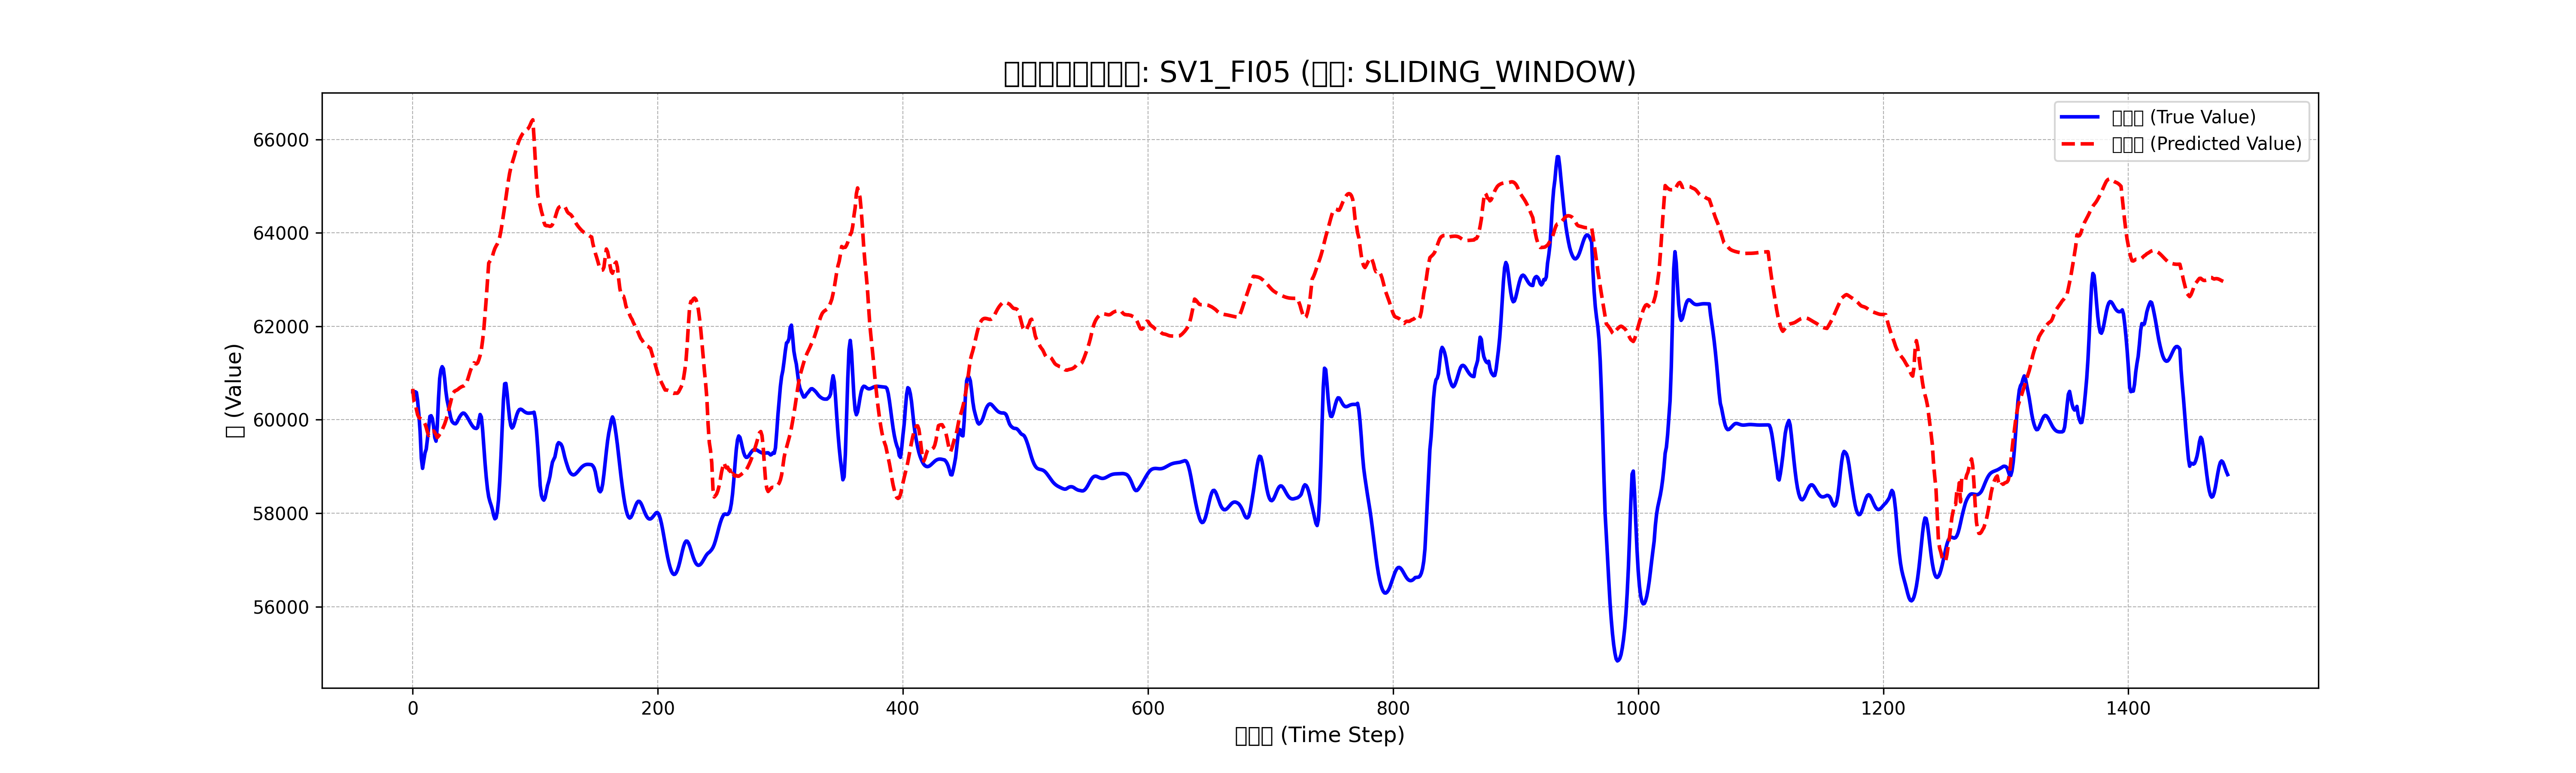 : SV1_FI05 (: SLIDING_WINDOW)
(True Value)
(Predicted Value)
66000
64000
62000
60000
58000
56000
(Value)
0 200 400 600 800 1000 1200 1400
(Time Step)